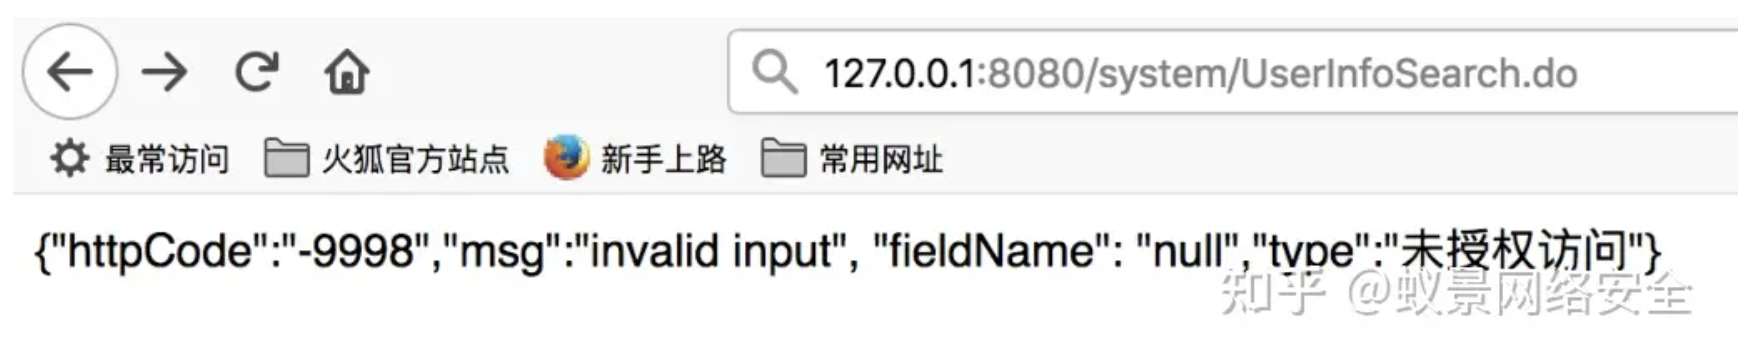 127.0.0.1:8080/system/UserInfoSearch.do
最常访问 火狐官方站点 新手上路 常用网址
{"httpCode":"-9998","msg":"invalid input", "fieldName": "null","type":"未授权访问"}
知乎 @蚁景网络安全